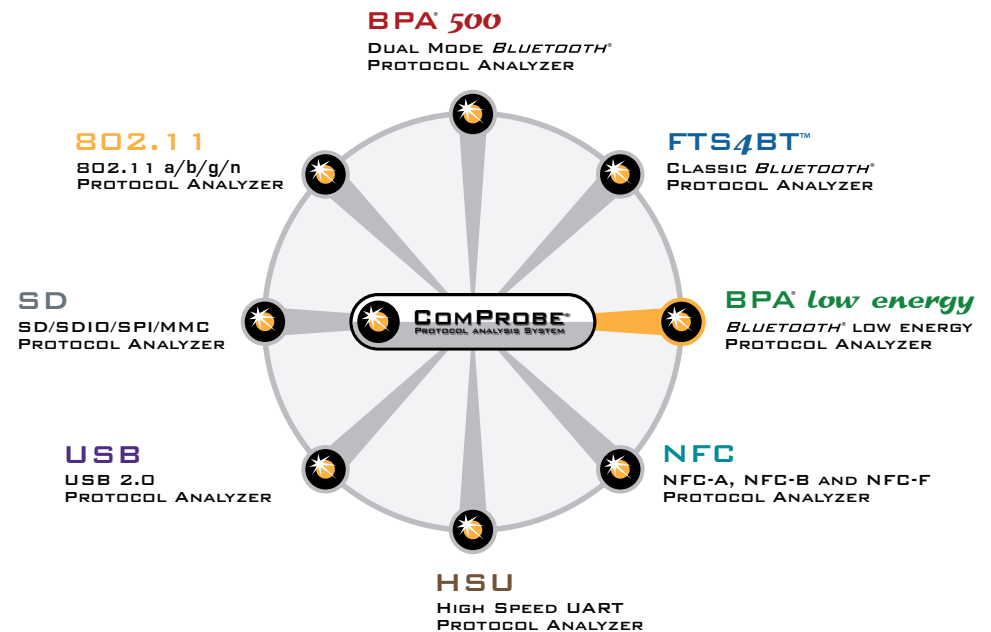 BPA® 500
Dual Mode Bluetooth®
Protocol Analyzer
802.11
802.11 a/b/g/n
Protocol Analyzer
FTS4BT™
Classic Bluetooth®
Protocol Analyzer
SD
SD/SDIO/SPI/MMC
Protocol Analyzer
ComProbe®
Protocol Analysis System
BPA® low energy
Bluetooth® low energy
Protocol Analyzer
USB
USB 2.0
Protocol Analyzer
NFC
NFC-A, NFC-B and NFC-F
Protocol Analyzer
HSU
High Speed UART
Protocol Analyzer